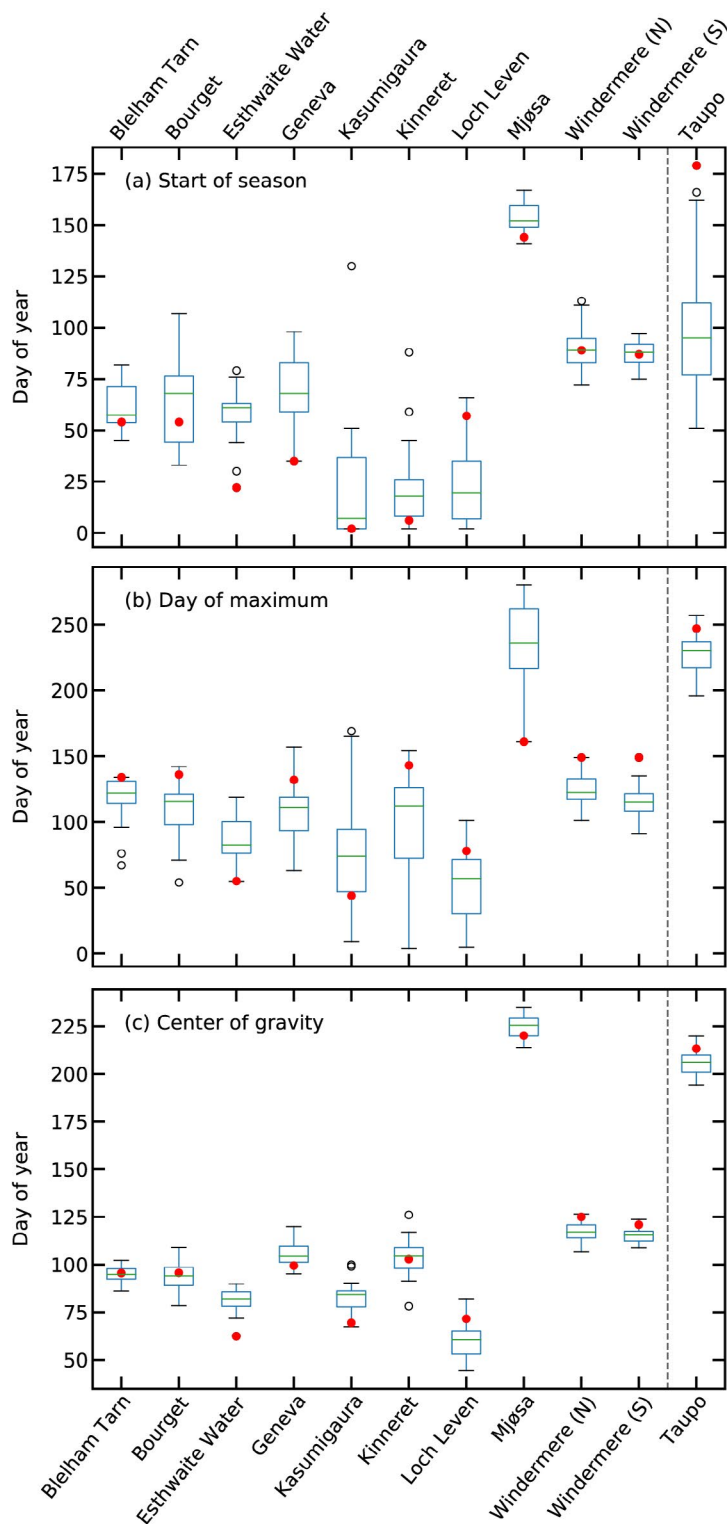 Blelham Tarn
Bourget
Esthwaite Water
Geneva
Kasumigaura
Kinneret
Loch Leven
Mjøsa
Windermere (N)
Windermere (S)
Taupo
(a) Start of season
Day of year
175
150
125
100
75
50
25
0
(b) Day of maximum
Day of year
250
200
150
100
50
0
(c) Center of gravity
Day of year
225
200
175
150
125
100
75
50
Blelham Tarn
Bourget
Esthwaite Water
Geneva
Kasumigaura
Kinneret
Loch Leven
Mjøsa
Windermere (N)
Windermere (S)
Taupo